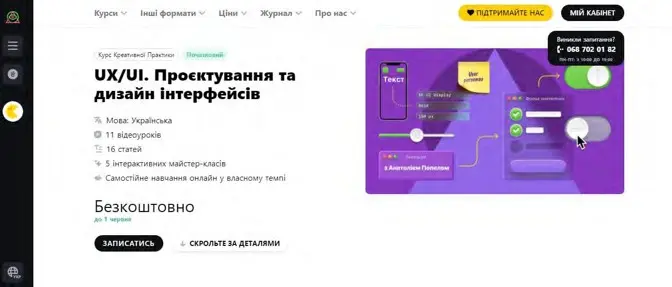 Курси
Інші формати
Ціни
Журнал
Про нас
ПІДТРИМАЙТЕ НАС
МІЙ КАБІНЕТ
Виникли запитання?
068 702 01 82
ПН-ПТ: З 10:00 ДО 19:00
Курс Креативної Практики
Початковий
UX/UI. Проєктування та
дизайн інтерфейсів
Мова: Українська
11 відеоуроків
16 статей
5 інтерактивних майстер-класів
Самостійне навчання онлайн у власному темпі
Безкоштовно
до 1 червня
ЗАПИСАТИСЬ
СКРОЛЬТЕ ЗА ДЕТАЛЯМИ
Текст
з Анатолієм Пополом
УКР